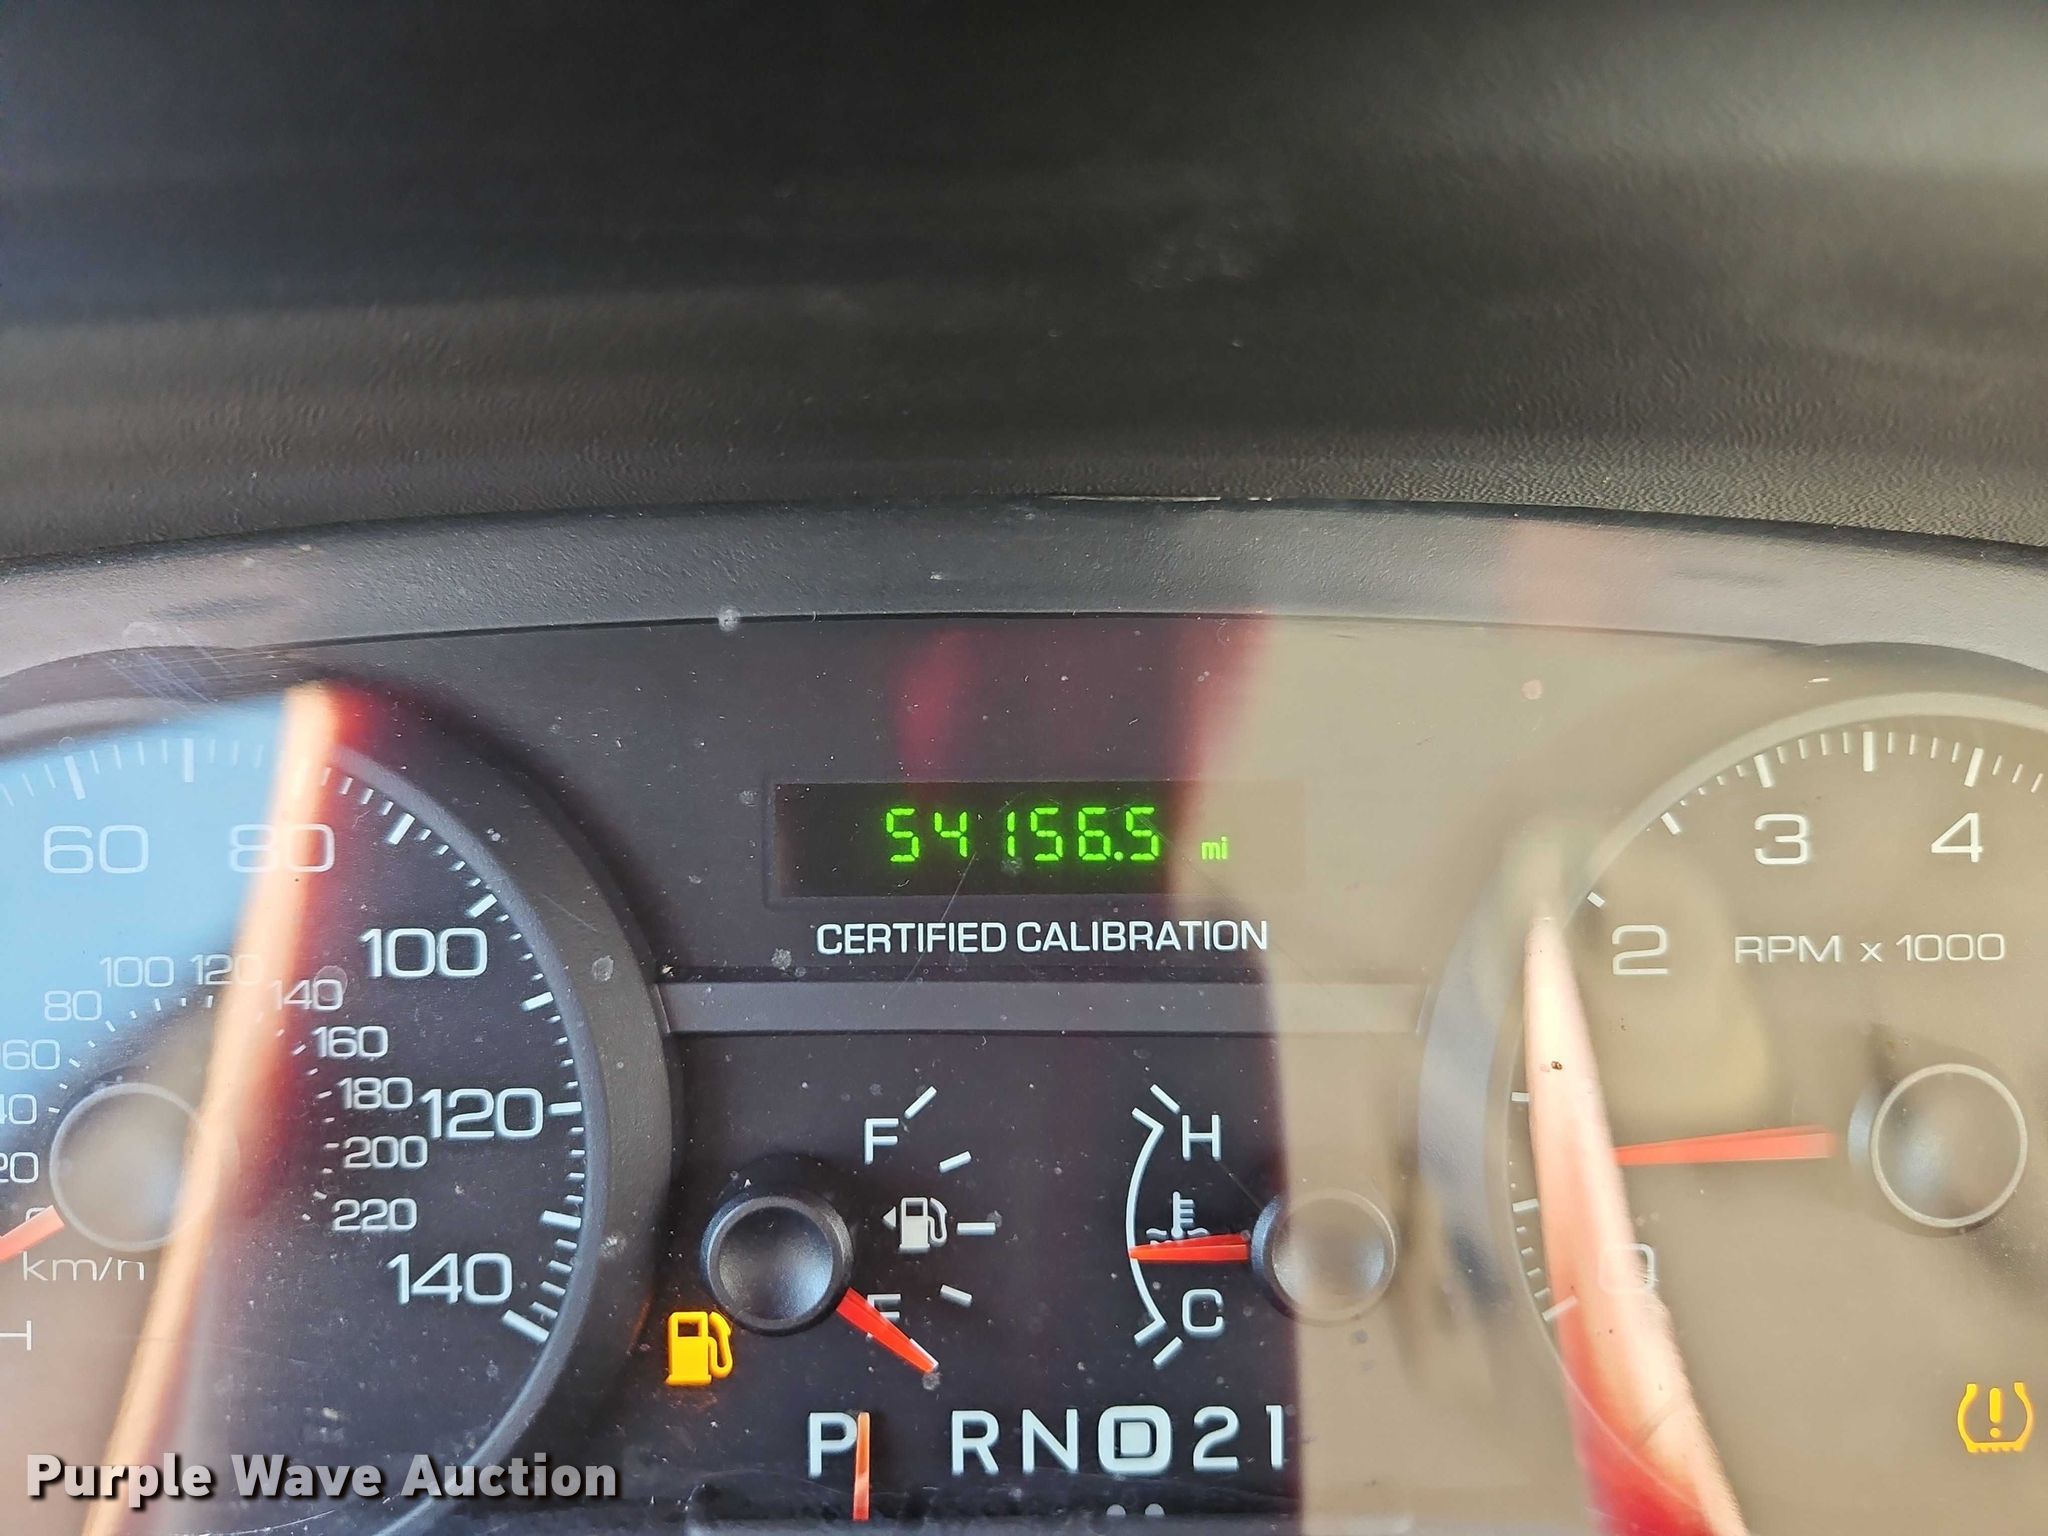 54156.5 mi
CERTIFIED CALIBRATION
60 80 100 120 140
80 100 120 140 160 180 200 220
km/h
F
E
H
C
0 2 3 4
RPM x 1000
P R N D 2 1
Purple Wave Auction